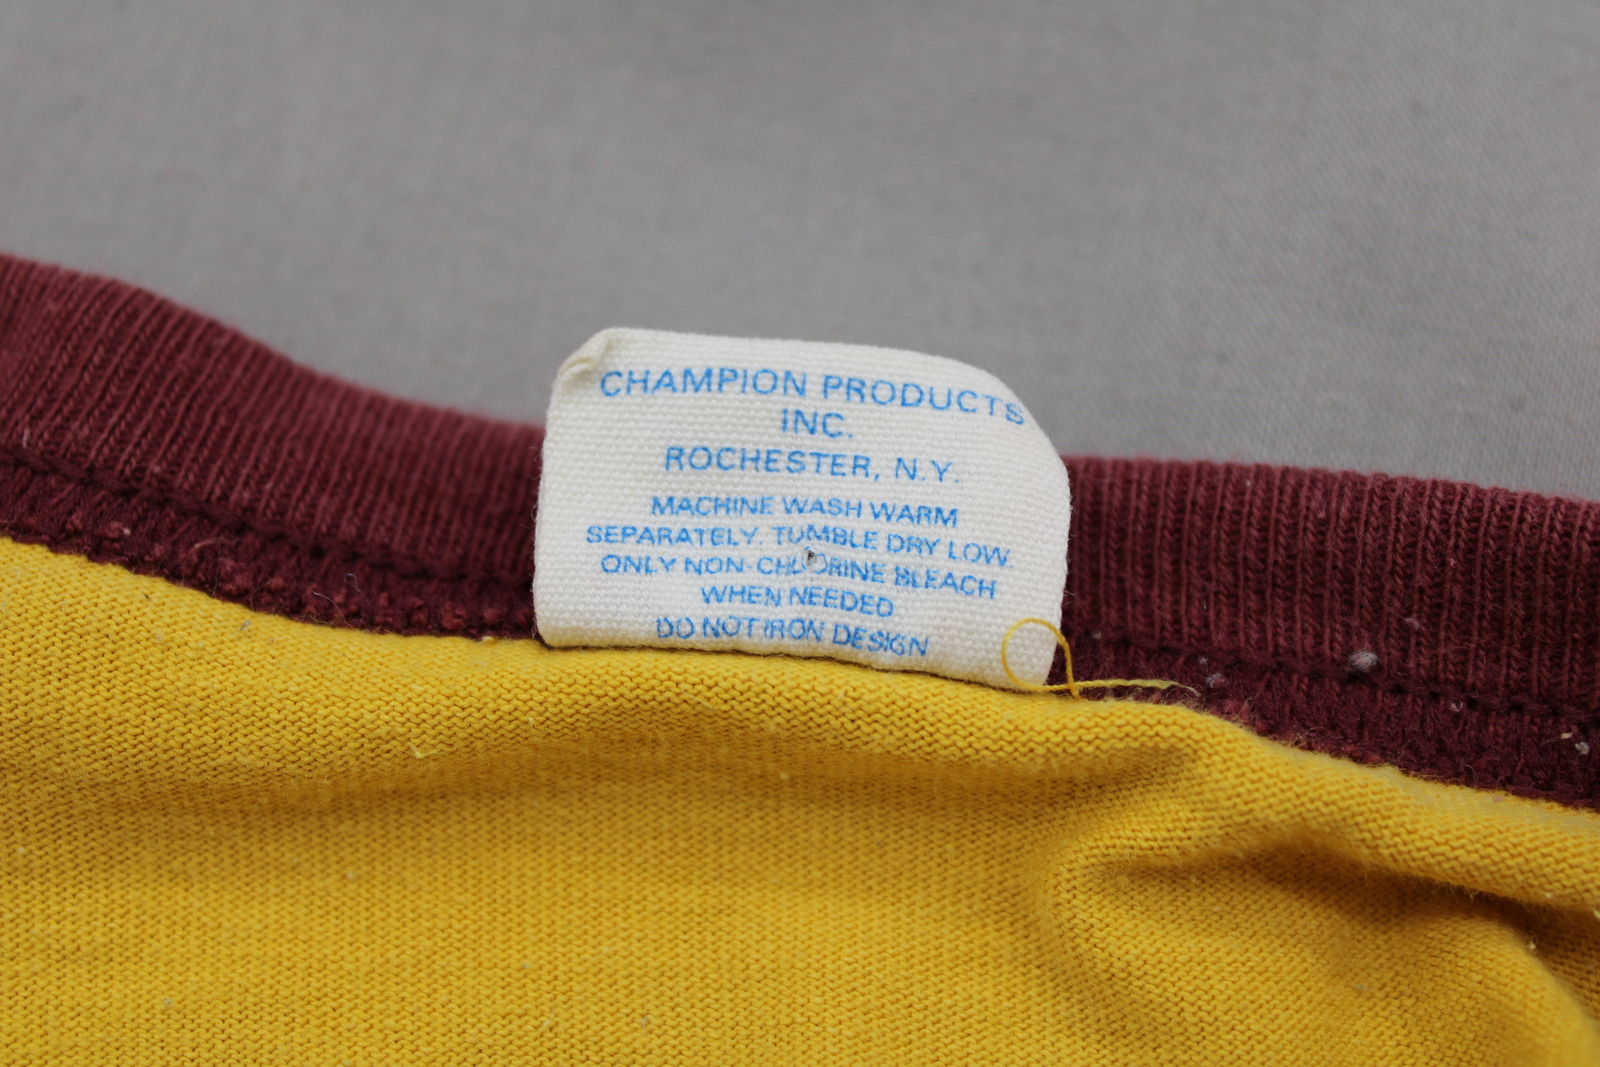 CHAMPION PRODUCTS
INC.
ROCHESTER, N.Y.
MACHINE WASH WARM
SEPARATELY. TUMBLE DRY LOW.
ONLY NON-CHLORINE BLEACH
WHEN NEEDED
DO NOT IRON DESIGN